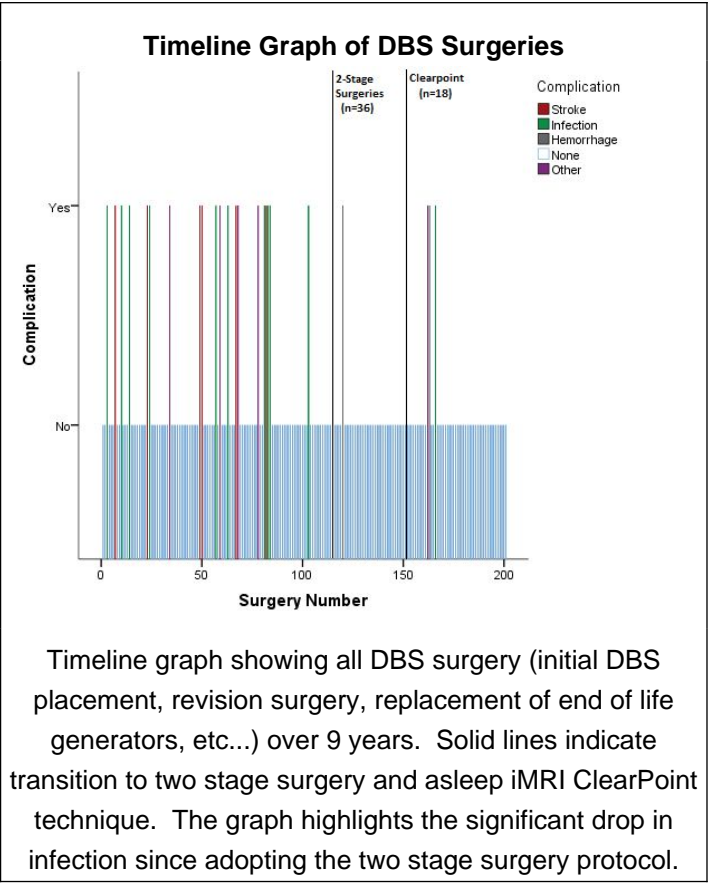 Timeline Graph of DBS Surgeries
2-Stage
Surgeries
(n=36)
Clearpoint
(n=18)
Complication
Stroke
Infection
Hemorrhage
None
Other
Yes
No
Complication
0
50
100
150
200
Surgery Number
Timeline graph showing all DBS surgery (initial DBS
placement, revision surgery, replacement of end of life
generators, etc...) over 9 years.  Solid lines indicate
transition to two stage surgery and asleep iMRI ClearPoint
technique.  The graph highlights the significant drop in
infection since adopting the two stage surgery protocol.